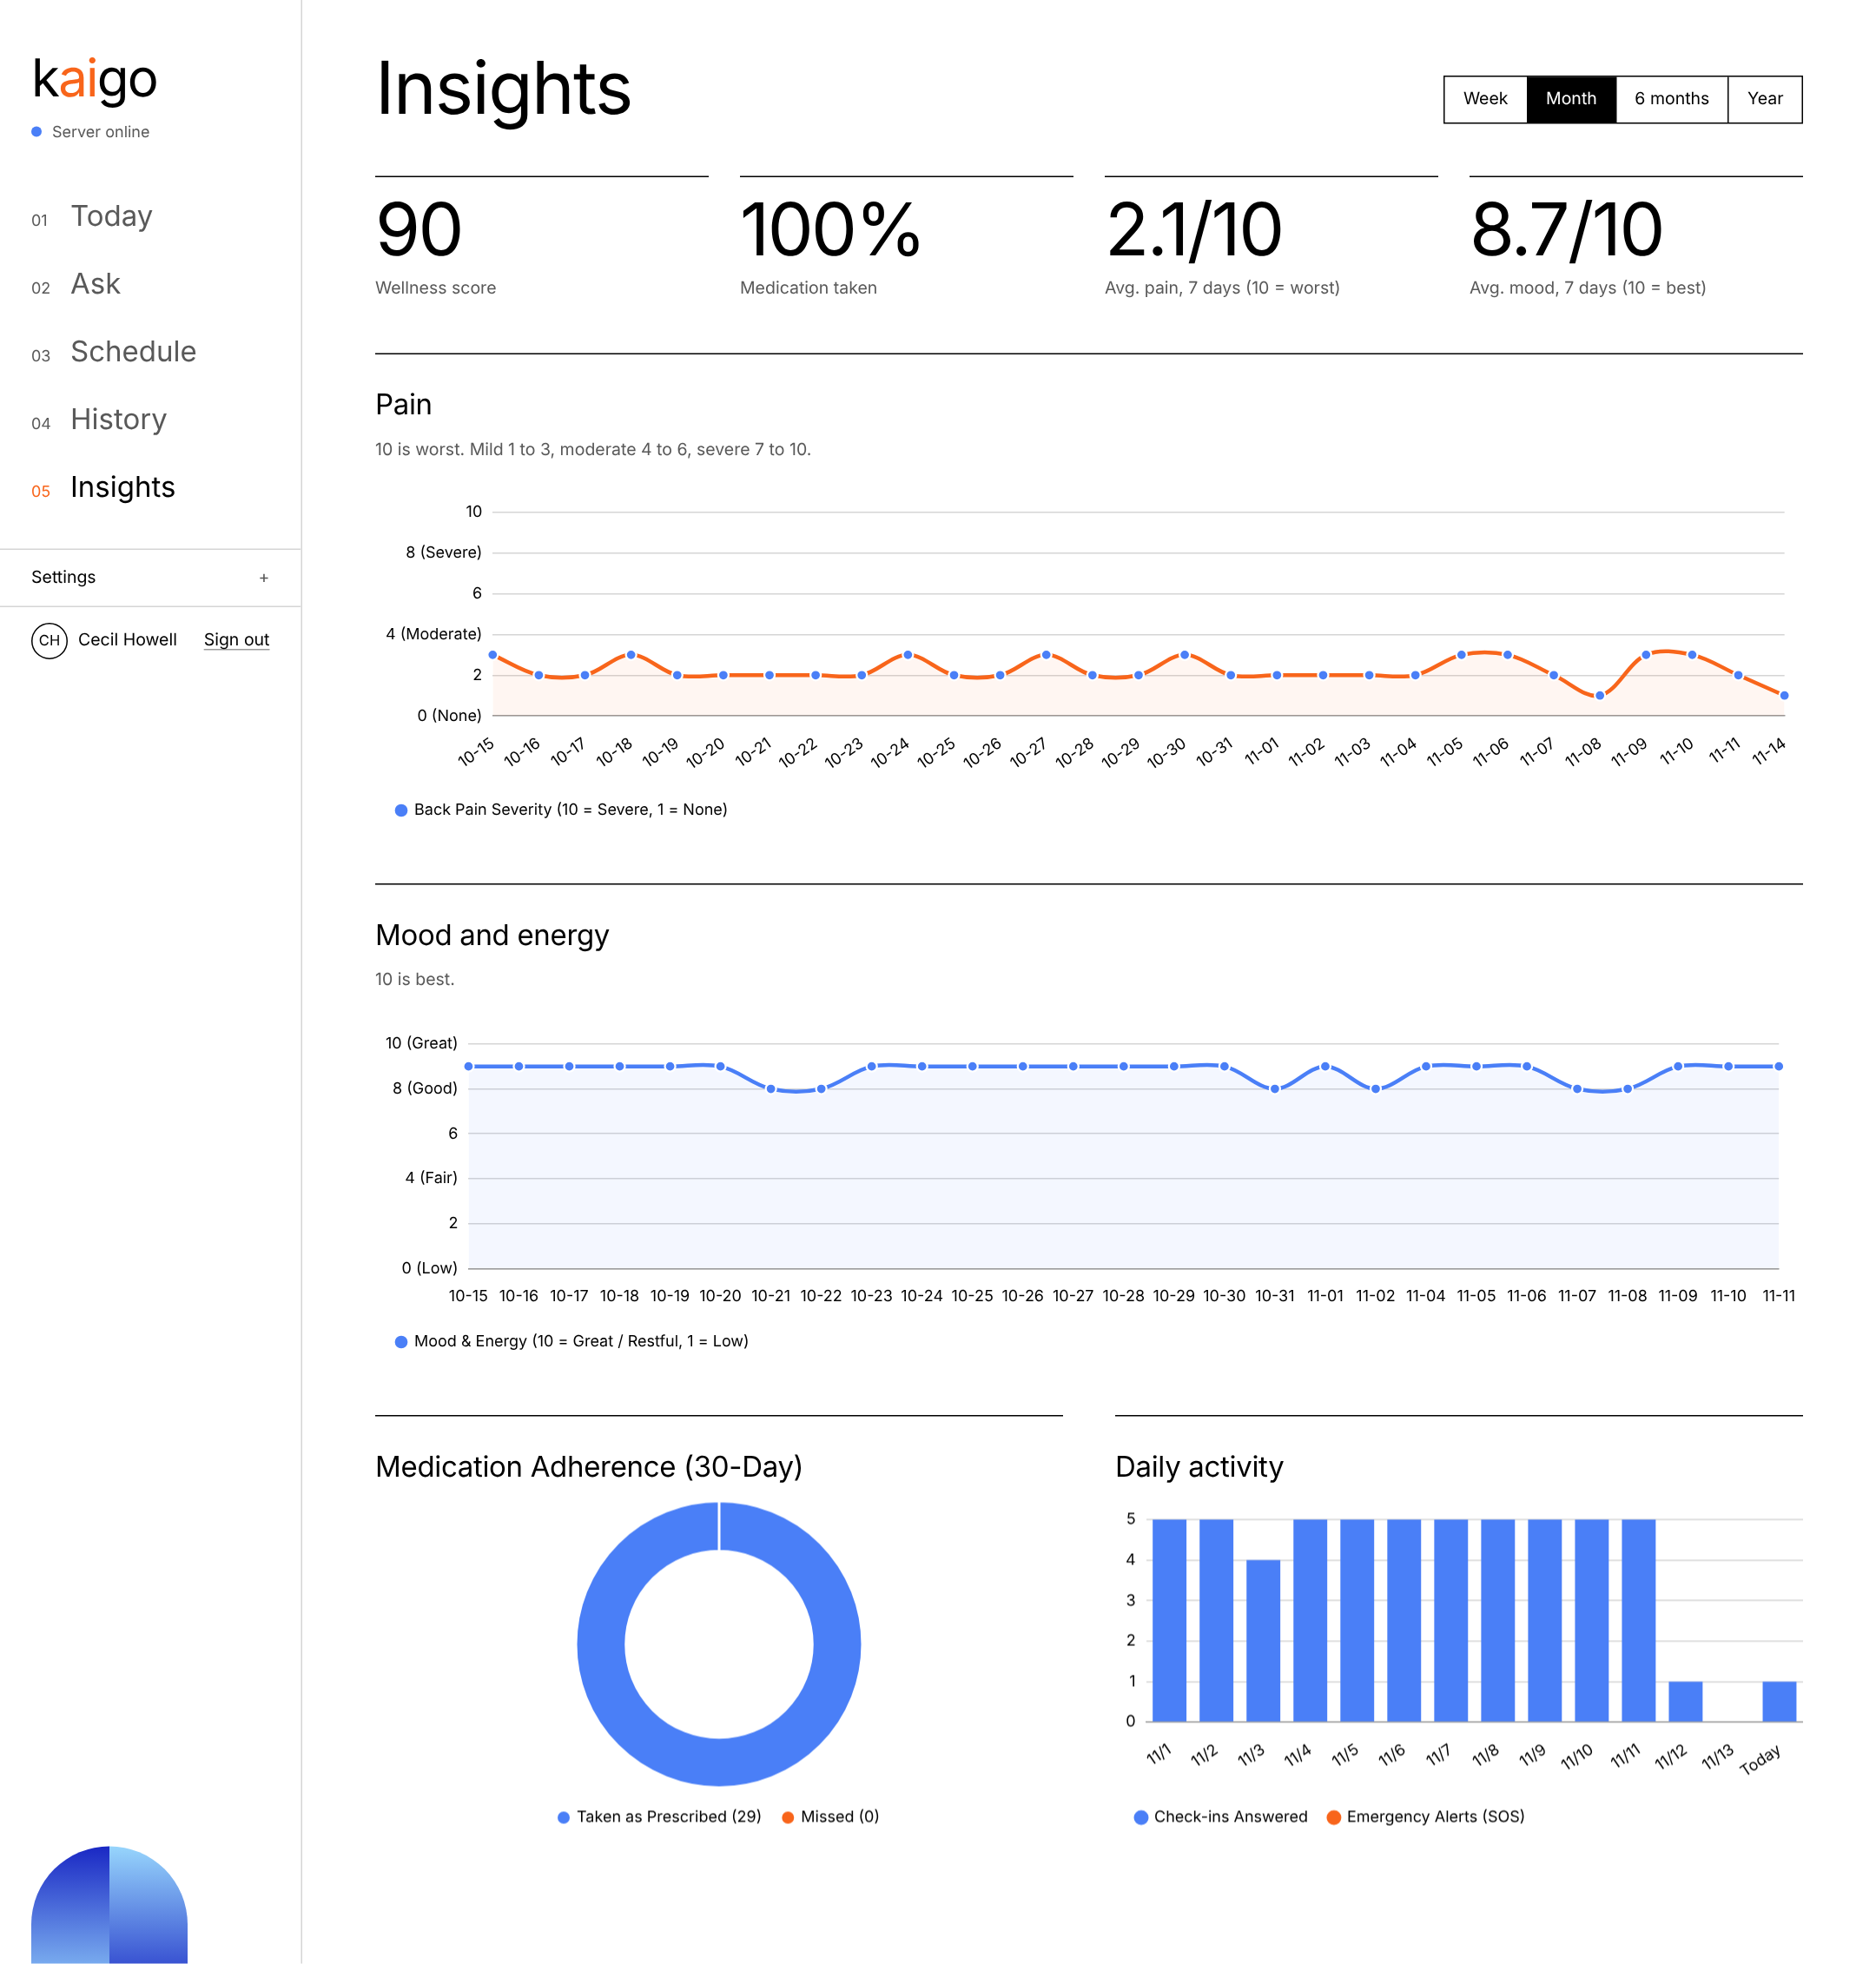 kaigo
Server online
01 Today
02 Ask
03 Schedule
04 History
05 Insights
Settings +
CH Cecil Howell Sign out
Insights
Week Month 6 months Year
90
Wellness score
100%
Medication taken
2.1/10
Avg. pain, 7 days (10 = worst)
8.7/10
Avg. mood, 7 days (10 = best)
Pain
10 is worst. Mild 1 to 3, moderate 4 to 6, severe 7 to 10.
10
8 (Severe)
6
4 (Moderate)
2
0 (None)
10-15 10-16 10-17 10-18 10-19 10-20 10-21 10-22 10-23 10-24 10-25 10-26 10-27 10-28 10-29 10-30 10-31 11-01 11-02 11-03 11-04 11-05 11-06 11-07 11-08 11-09 11-10 11-11 11-14
Back Pain Severity (10 = Severe, 1 = None)
Mood and energy
10 is best.
10 (Great)
8 (Good)
6
4 (Fair)
2
0 (Low)
10-15 10-16 10-17 10-18 10-19 10-20 10-21 10-22 10-23 10-24 10-25 10-26 10-27 10-28 10-29 10-30 10-31 11-01 11-02 11-04 11-05 11-06 11-07 11-08 11-09 11-10 11-11
Mood & Energy (10 = Great / Restful, 1 = Low)
Medication Adherence (30-Day)
Taken as Prescribed (29) Missed (0)
Daily activity
5
4
3
2
1
0
11/1 11/2 11/3 11/4 11/5 11/6 11/7 11/8 11/9 11/10 11/11 11/12 11/13 Today
Check-ins Answered Emergency Alerts (SOS)